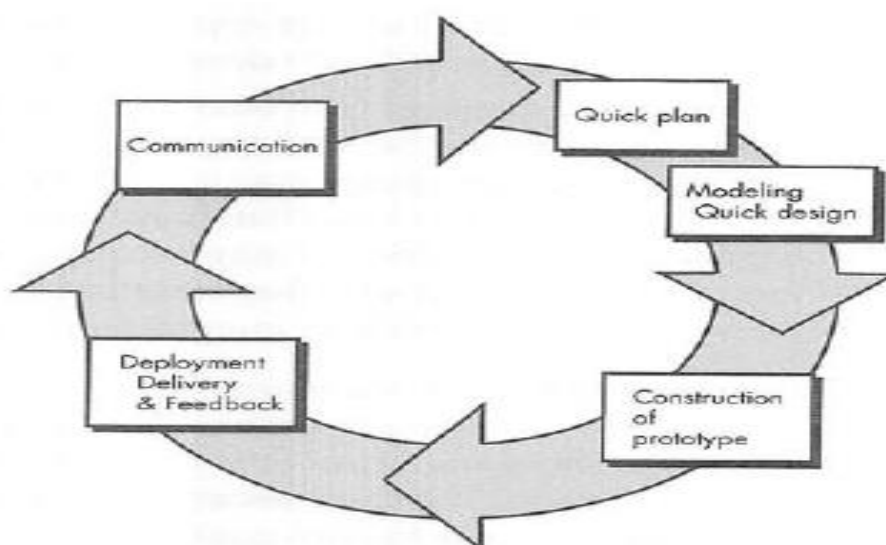 Communication
Quick plan
Modeling
Quick design
Construction
of
prototype
Deployment
Delivery
& Feedback